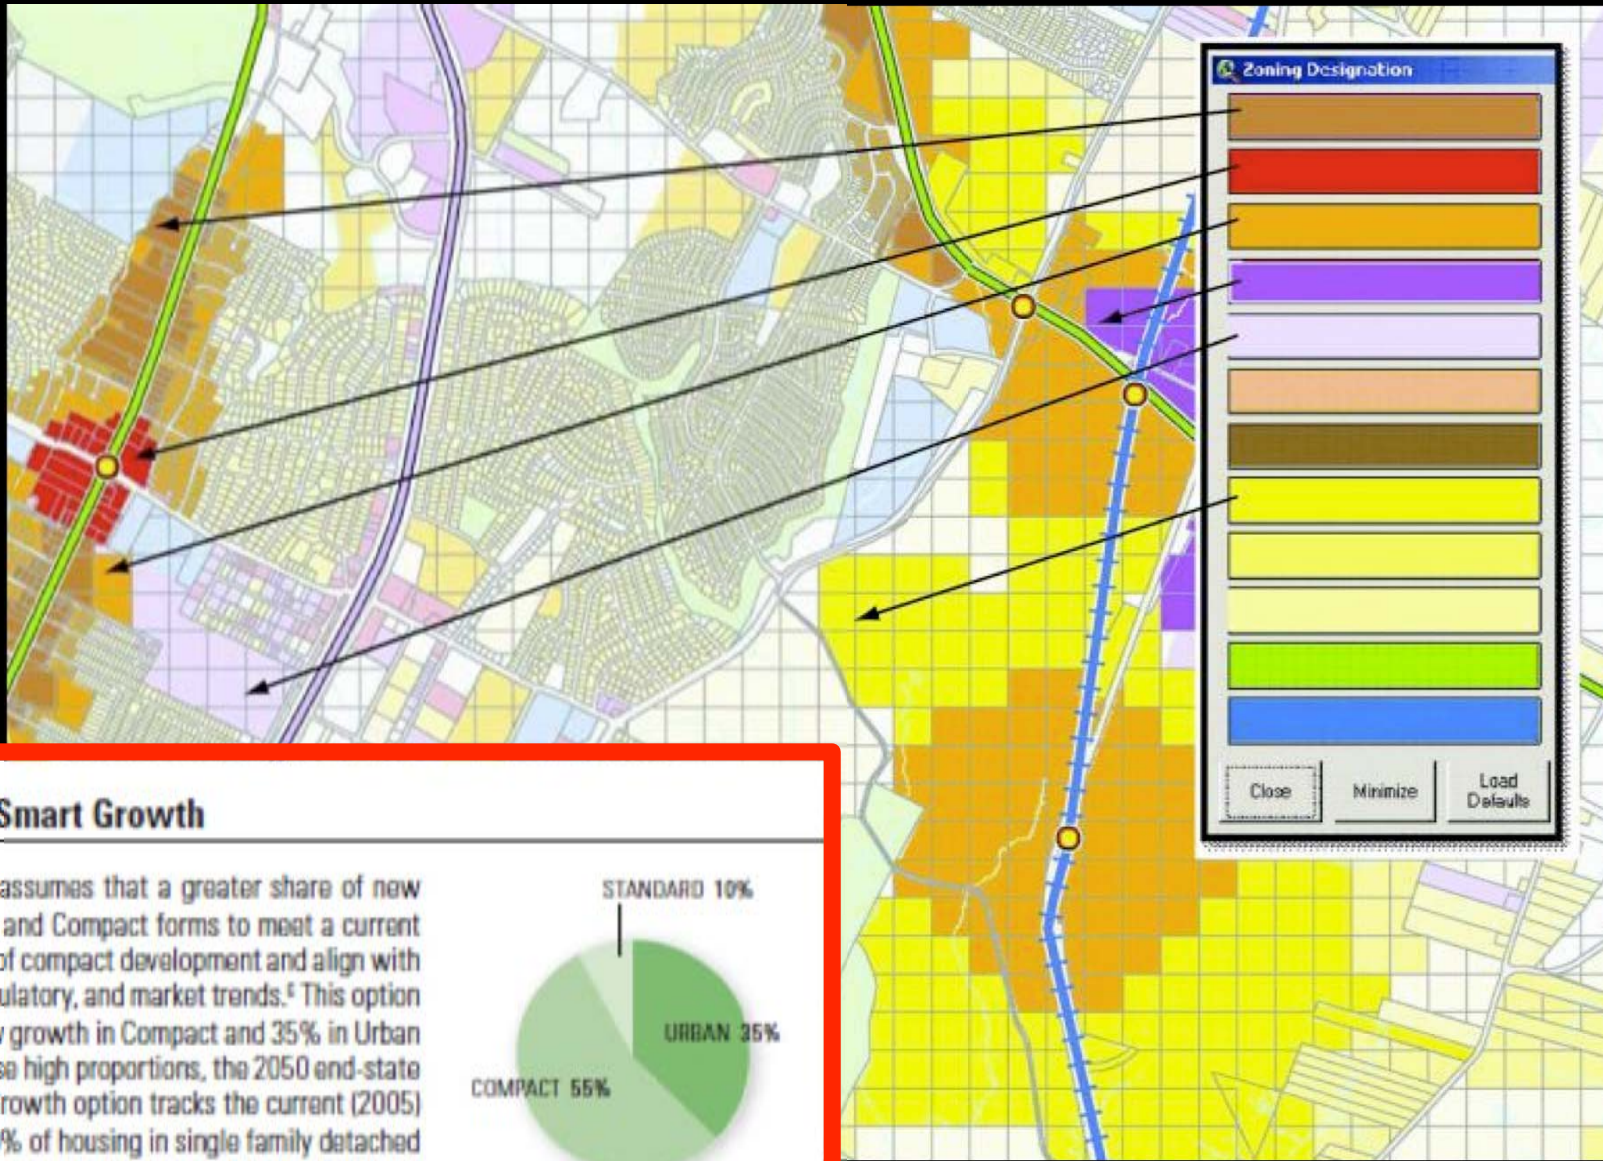 Zoning Designation
Close
Minimize
Load
Defaults
Smart Growth
assumes that a greater share of new
and Compact forms to meet a current
of compact development and align with
ulatory, and market trends.⁶ This option
growth in Compact and 35% in Urban
se high proportions, the 2050 end-state
rowth option tracks the current (2005)
% of housing in single family detached
STANDARD 10%
URBAN 35%
COMPACT 55%